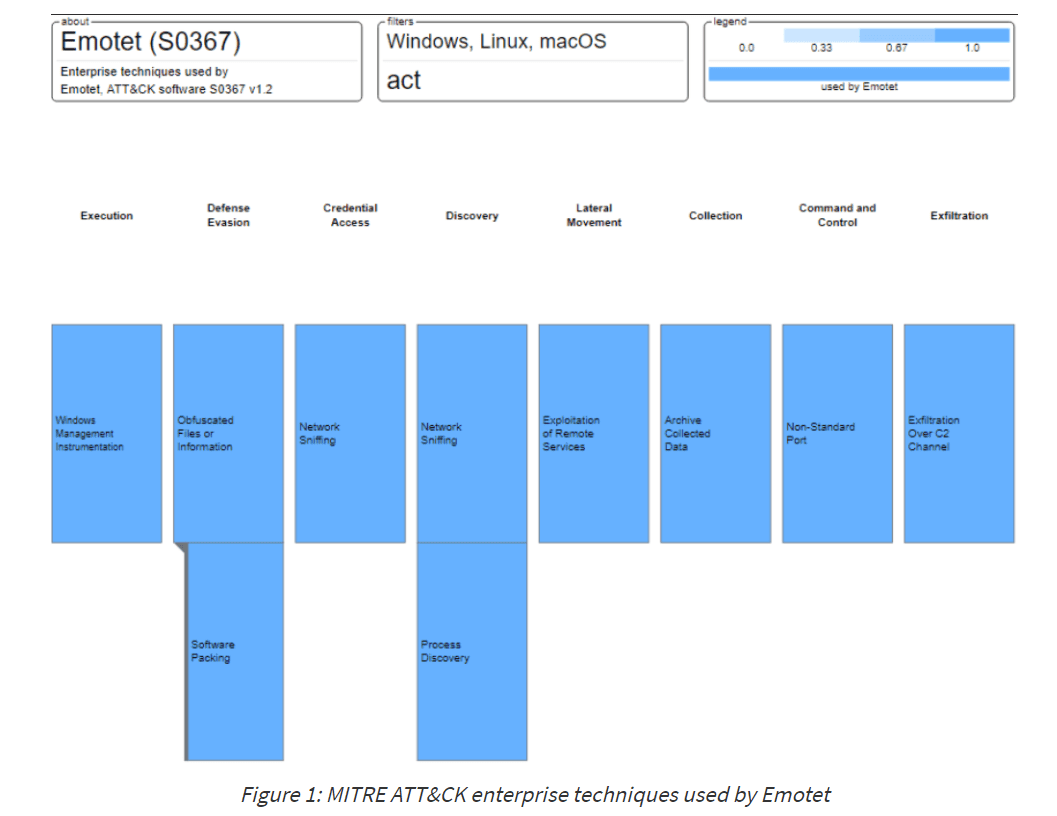 about
Emotet (S0367)
Enterprise techniques used by
Emotet, ATT&CK software S0367 v1.2
filters
Windows, Linux, macOS
act
legend
0.0 0.33 0.67 1.0
used by Emotet
Execution
Defense
Evasion
Credential
Access
Discovery
Lateral
Movement
Collection
Command and
Control
Exfiltration
Windows
Management
Instrumentation
Obfuscated
Files or
Information
Network
Sniffing
Network
Sniffing
Exploitation
of Remote
Services
Archive
Collected
Data
Non-Standard
Port
Exfiltration
Over C2
Channel
Software
Packing
Process
Discovery
Figure 1: MITRE ATT&CK enterprise techniques used by Emotet